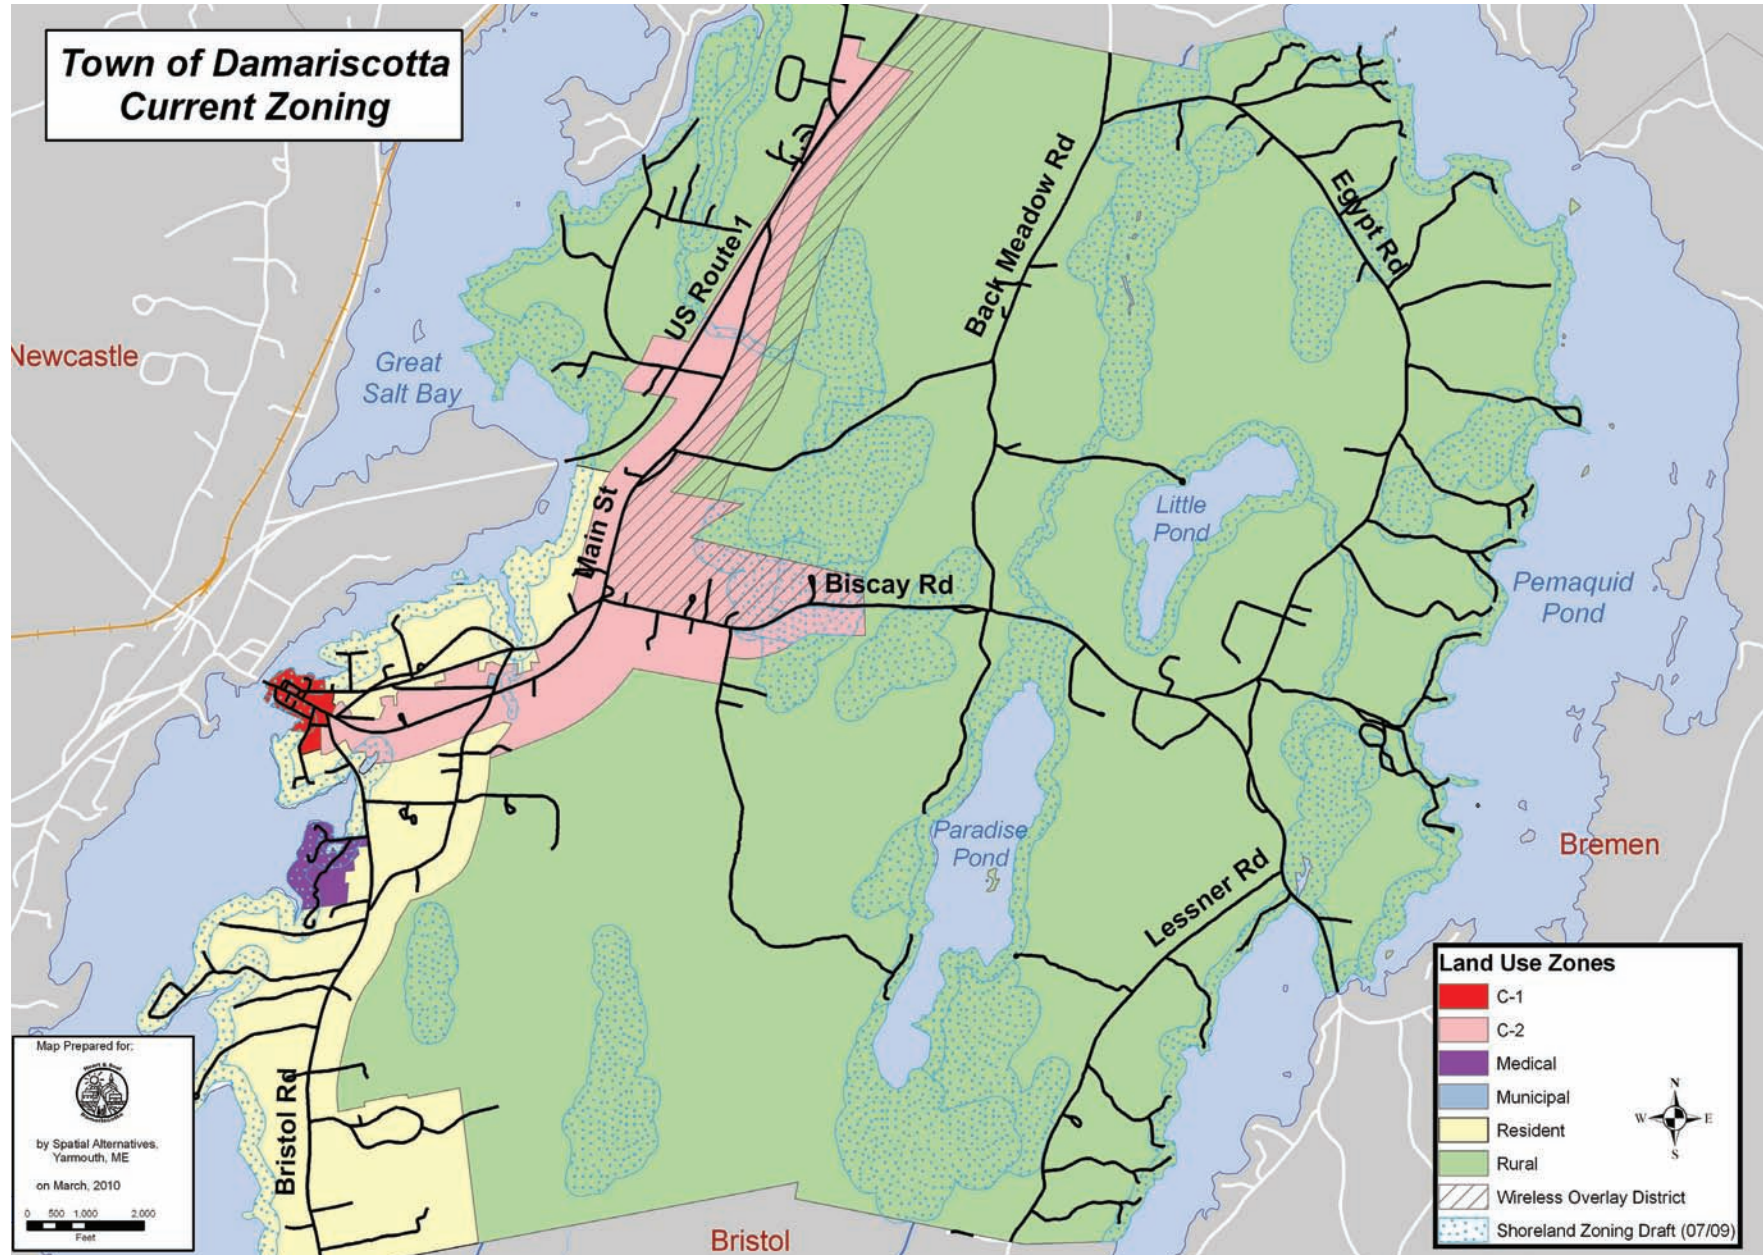 Town of Damariscotta
Current Zoning
Newcastle
Great
Salt Bay
US Route 1
Back Meadow Rd
Egypt Rd
Main St
Little
Pond
Biscay Rd
Pemaquid
Pond
Paradise
Pond
Bremen
Lessner Rd
Bristol Rd
Bristol
Map Prepared for:
by Spatial Alternatives,
Yarmouth, ME
on March, 2010
0 500 1,000 2,000
Feet
Land Use Zones
C-1
C-2
Medical
Municipal
Resident
Rural
Wireless Overlay District
Shoreland Zoning Draft (07/09)
N
W E
S